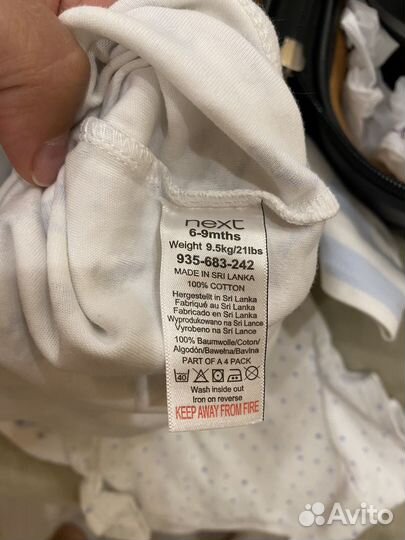 next
6-9mths
Weight 9.5kg/21lbs
935-683-242
MADE IN SRI LANKA
100% COTTON
Hergestellt in Sri Lanka
Fabriqué au Sri Lanka
Fabricado en Sri Lanka
Wyprodukowano na Sri Lance
Vyrobeno na Sri Lance
100% Baumwolle/Coton/
Algodón/Bawełna/Bavlna
PART OF A 4 PACK
40
Wash inside out
Iron on reverse
KEEP AWAY FROM FIRE
Avito